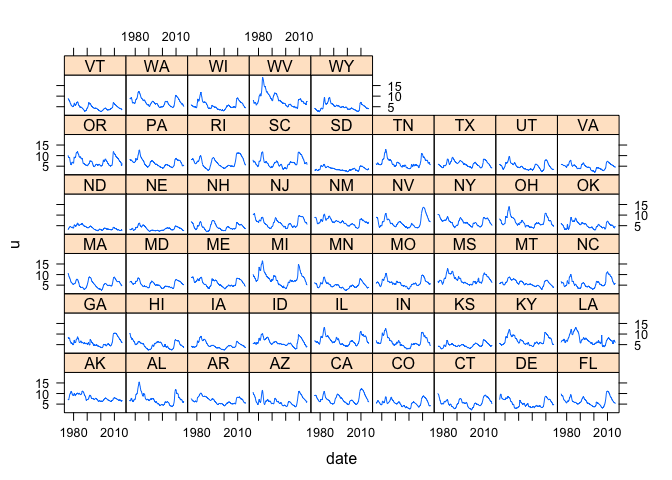 1980 2010 1980 2010
VT WA WI WV WY
15
10
5
OR PA RI SC SD TN TX UT VA
15
10
5
ND NE NH NJ NM NV NY OH OK
15
10
5
u
MA MD ME MI MN MO MS MT NC
15
10
5
GA HI IA ID IL IN KS KY LA
15
10
5
AK AL AR AZ CA CO CT DE FL
15
10
5
1980 2010 1980 2010 1980 2010 1980 2010 1980 2010
date